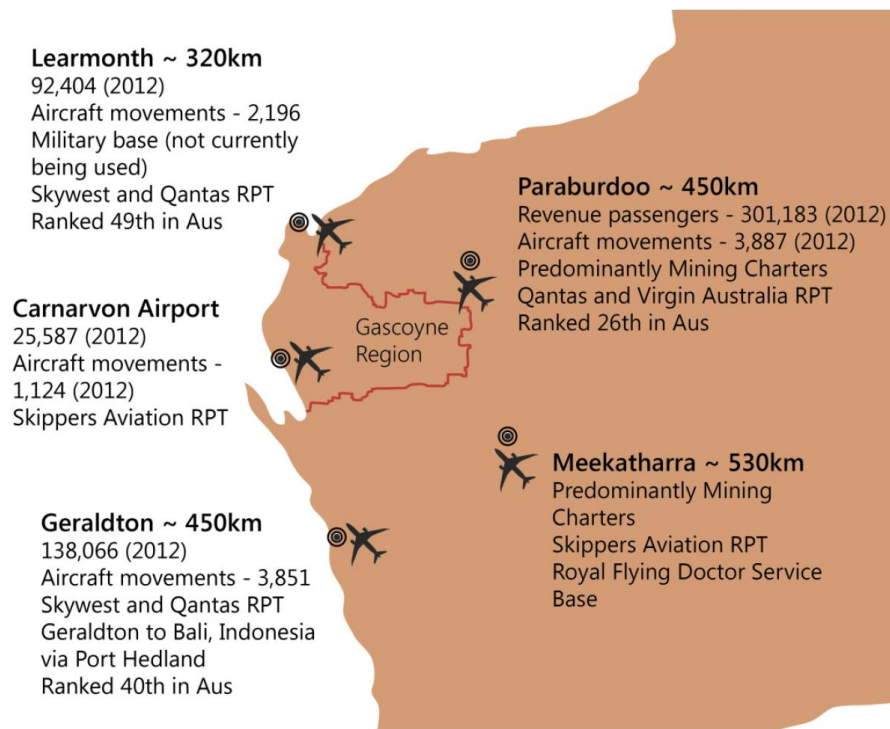 Learmonth ~ 320km
92,404 (2012)
Aircraft movements - 2,196
Military base (not currently
being used)
Skywest and Qantas RPT
Ranked 49th in Aus
Paraburdoo ~ 450km
Revenue passengers - 301,183 (2012)
Aircraft movements - 3,887 (2012)
Predominantly Mining Charters
Qantas and Virgin Australia RPT
Ranked 26th in Aus
Carnarvon Airport
25,587 (2012)
Aircraft movements -
1,124 (2012)
Skippers Aviation RPT
Gascoyne
Region
Meekatharra ~ 530km
Predominantly Mining
Charters
Skippers Aviation RPT
Royal Flying Doctor Service
Base
Geraldton ~ 450km
138,066 (2012)
Aircraft movements - 3,851
Skywest and Qantas RPT
Geraldton to Bali, Indonesia
via Port Hedland
Ranked 40th in Aus